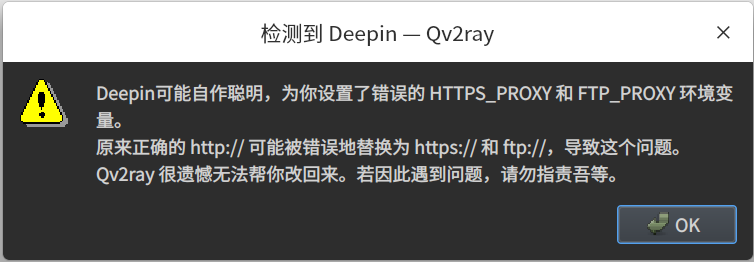 检测到 Deepin — Qv2ray
Deepin可能自作聪明，为你设置了错误的 HTTPS_PROXY 和 FTP_PROXY 环境变
量。
原来正确的 http:// 可能被错误地替换为 https:// 和 ftp://，导致这个问题。
Qv2ray 很遗憾无法帮你改回来。若因此遇到问题，请勿指责吾等。
OK